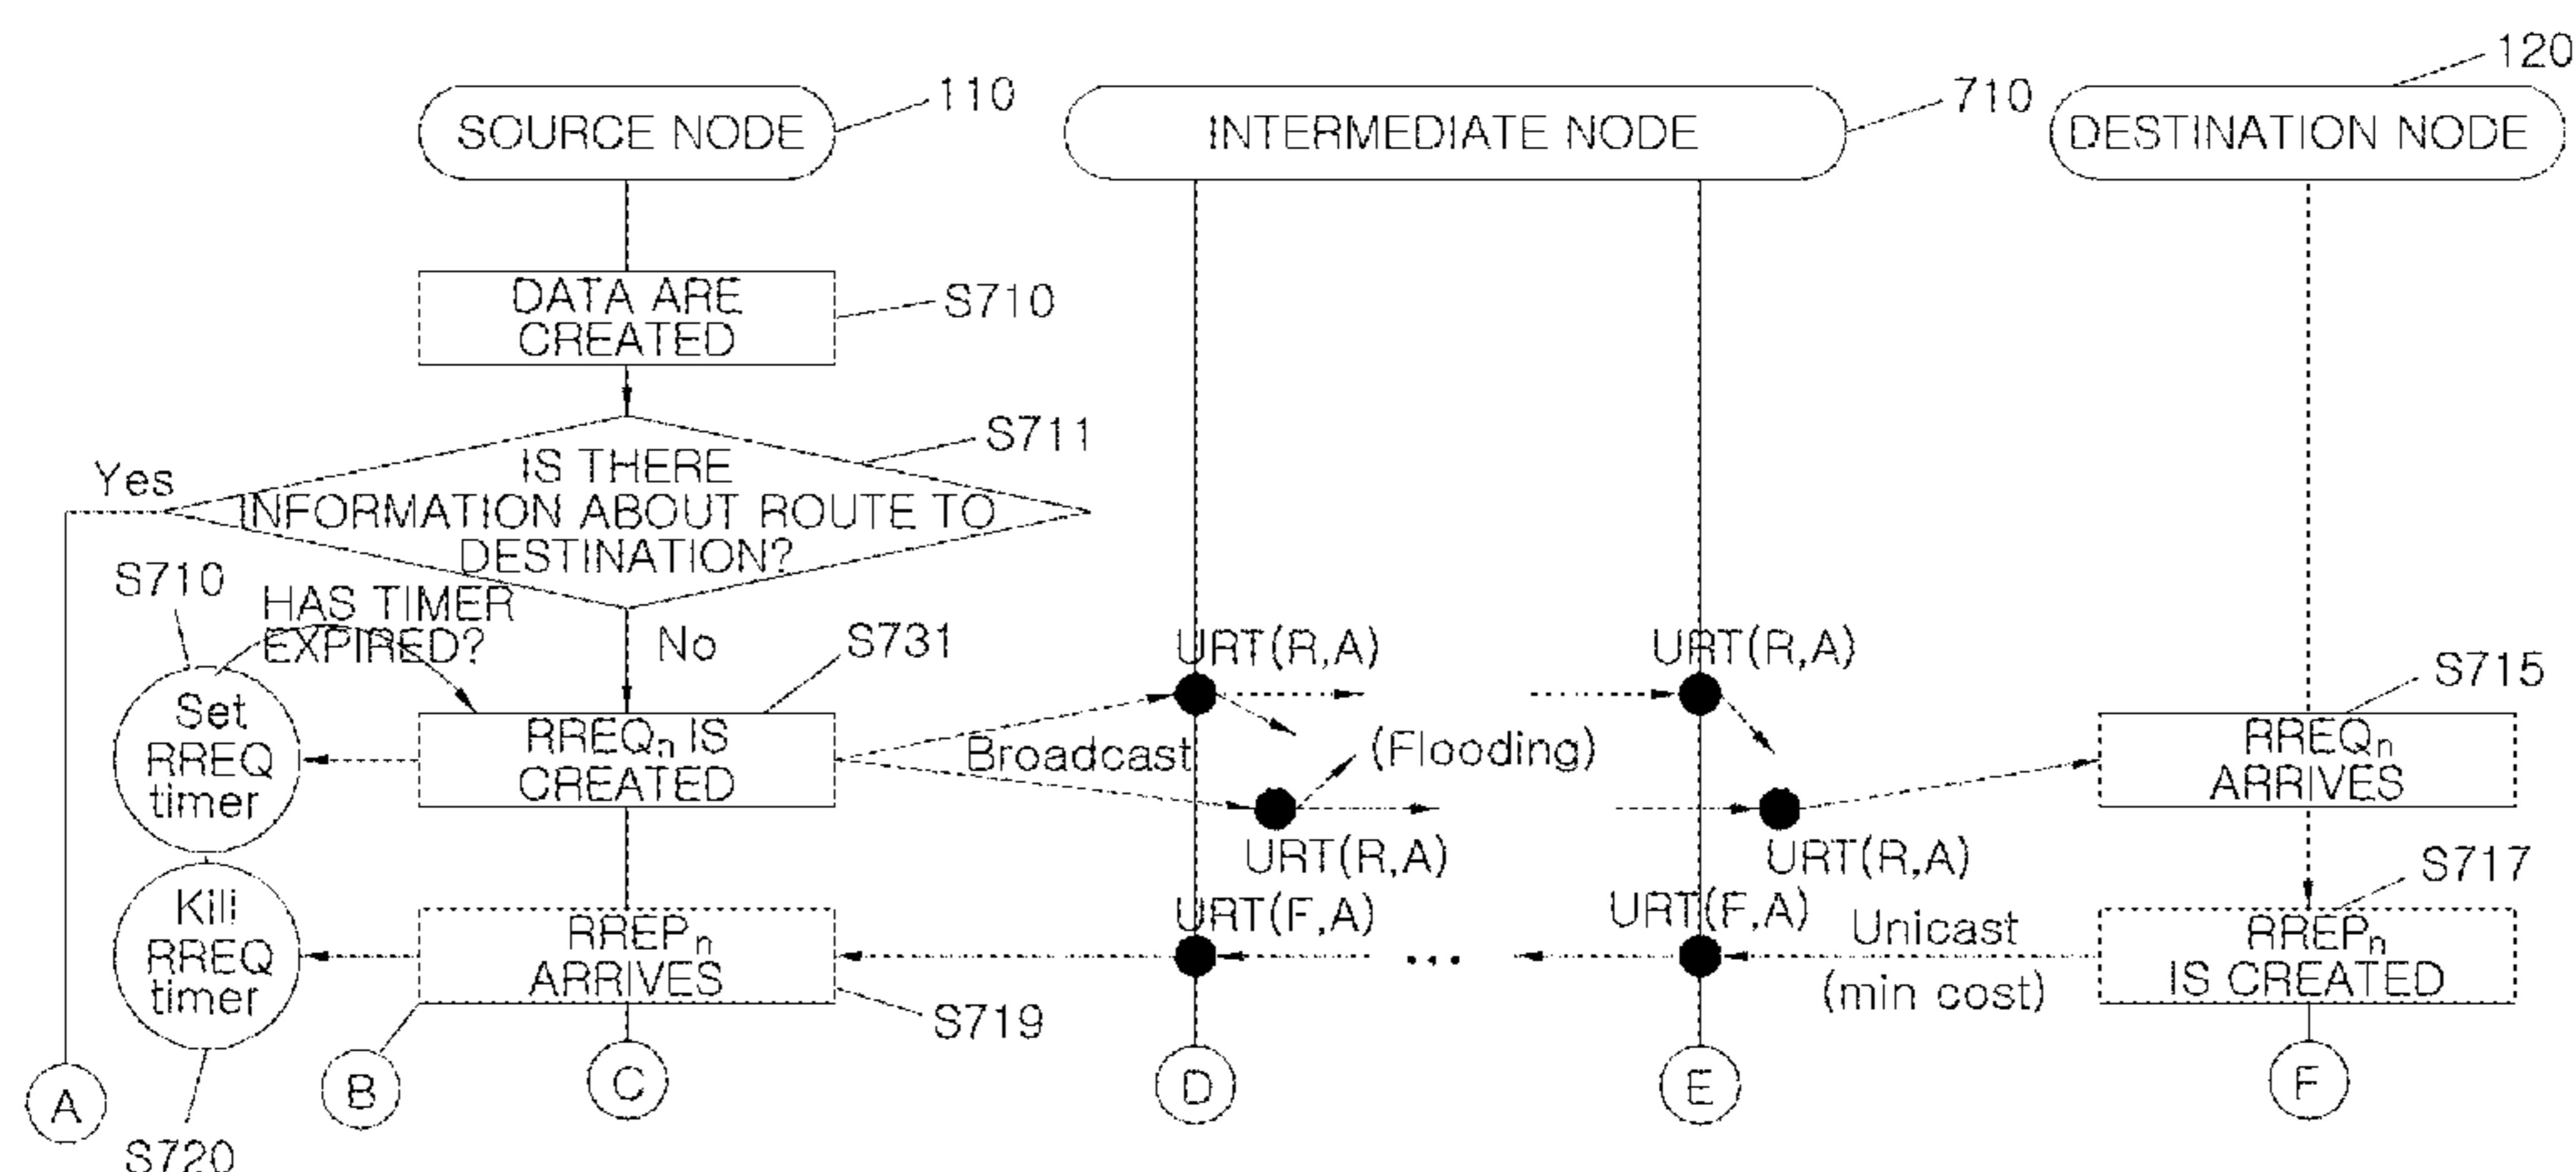 120
110
710
SOURCE NODE
INTERMEDIATE NODE
DESTINATION NODE
DATA ARE
CREATED
S710
S711
Yes
IS THERE
INFORMATION ABOUT ROUTE TO
DESTINATION?
S710
HAS TIMER
EXPIRED?
No
S731
URT(R,A)
URT(R,A)
S715
Set
RREQ
timer
RREQn IS
CREATED
Broadcast
(Flooding)
RREQn
ARRIVES
URT(R,A)
URT(R,A)
S717
Kill
RREQ
timer
RREPn
ARRIVES
URT(F,A)
URT(F,A)
Unicast
(min cost)
RREPn
IS CREATED
S719
A
B
C
D
E
F
S720